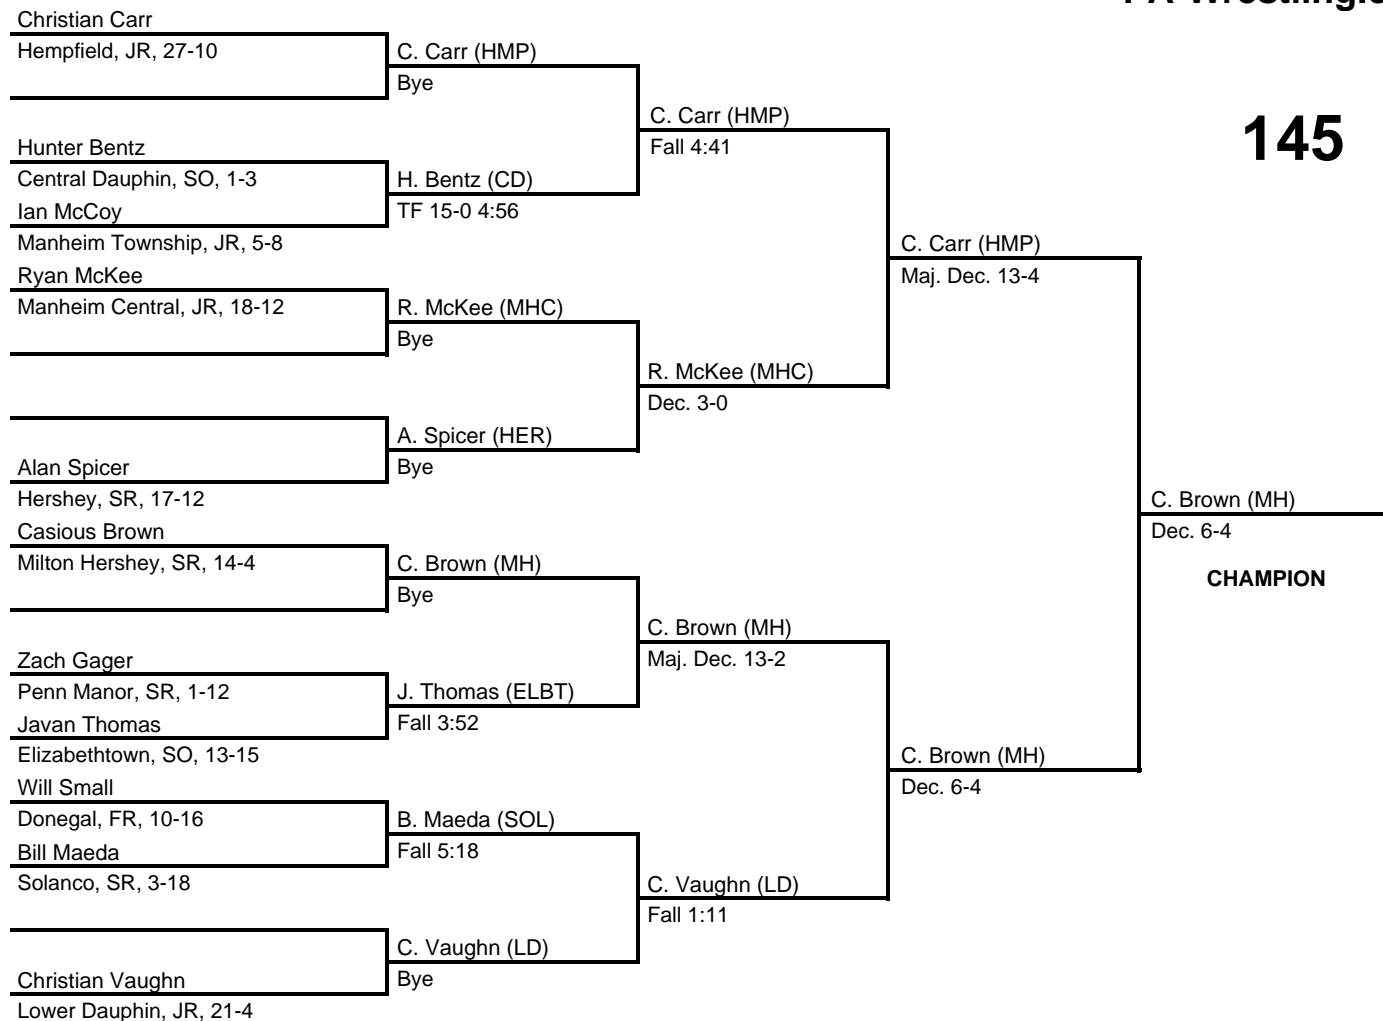 Christian Carr
Hempfield, JR, 27-10
C. Carr (HMP)
Bye
C. Carr (HMP)
Fall 4:41
145
Hunter Bentz
Central Dauphin, SO, 1-3
H. Bentz (CD)
Ian McCoy
TF 15-0 4:56
Manheim Township, JR, 5-8
C. Carr (HMP)
Maj. Dec. 13-4
Ryan McKee
Manheim Central, JR, 18-12
R. McKee (MHC)
Bye
R. McKee (MHC)
Dec. 3-0
A. Spicer (HER)
Bye
Alan Spicer
Hershey, SR, 17-12
C. Brown (MH)
Dec. 6-4
CHAMPION
Casious Brown
Milton Hershey, SR, 14-4
C. Brown (MH)
Bye
C. Brown (MH)
Maj. Dec. 13-2
Zach Gager
Penn Manor, SR, 1-12
J. Thomas (ELBT)
Javan Thomas
Fall 3:52
Elizabethtown, SO, 13-15
C. Brown (MH)
Dec. 6-4
Will Small
Donegal, FR, 10-16
B. Maeda (SOL)
Bill Maeda
Fall 5:18
Solanco, SR, 3-18
C. Vaughn (LD)
Fall 1:11
C. Vaughn (LD)
Bye
Christian Vaughn
Lower Dauphin, JR, 21-4